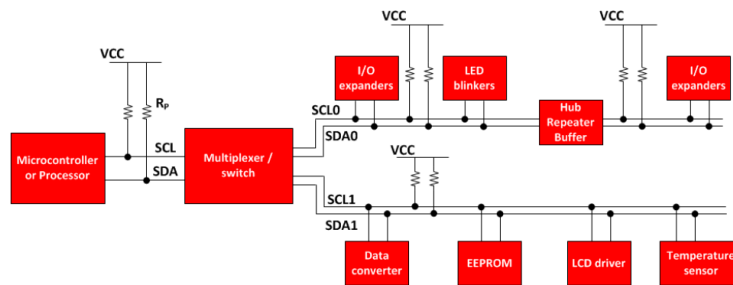 VCC
Rp
Microcontroller
or Processor
SCL
SDA
Multiplexer /
switch
VCC
I/O
expanders
LED
blinkers
SCL0
SDA0
Hub
Repeater
Buffer
VCC
I/O
expanders
VCC
SCL1
SDA1
Data
converter
EEPROM
LCD driver
Temperature
sensor